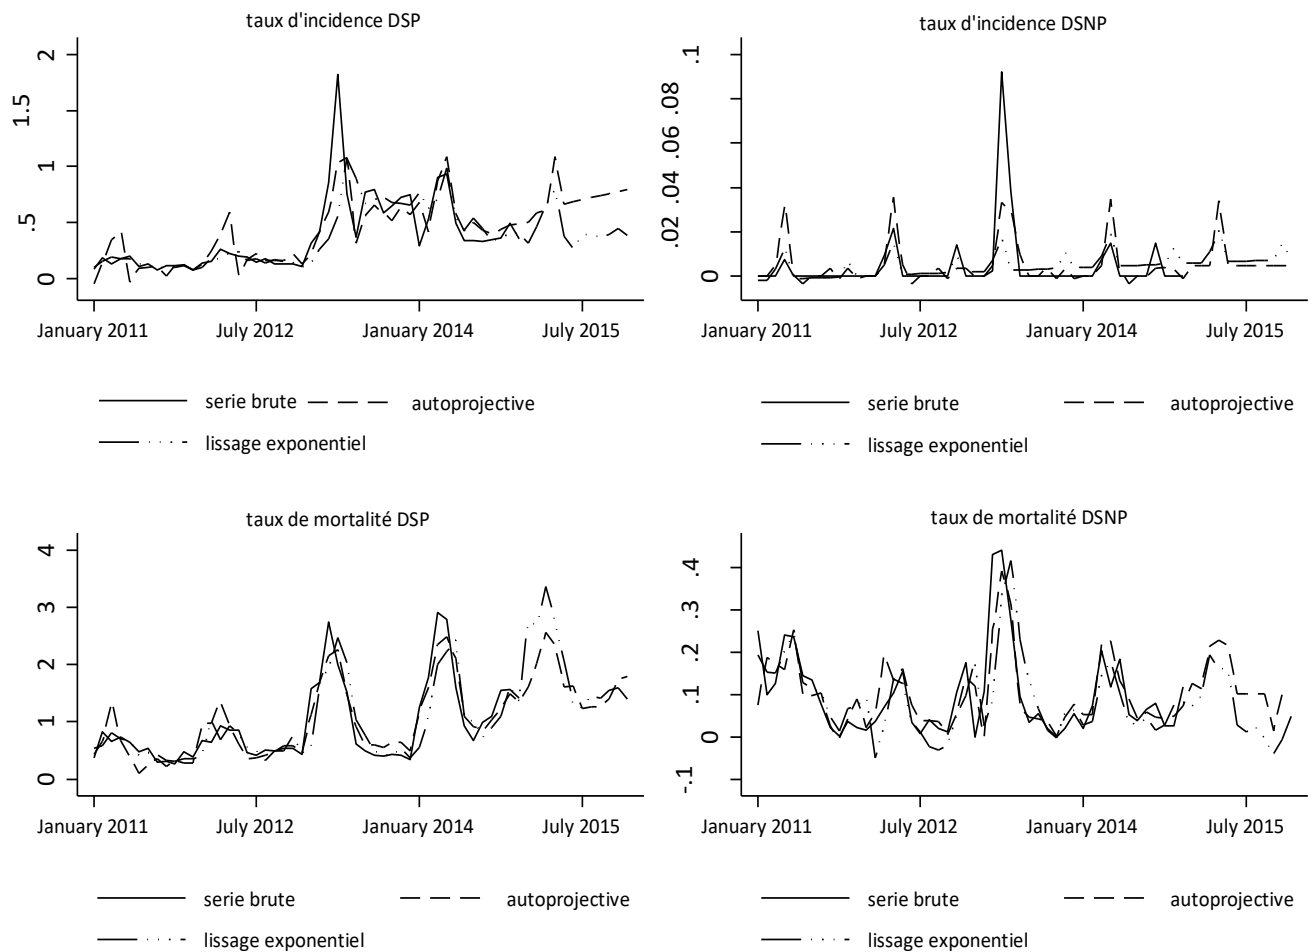 taux d'incidence DSP
2
1.5
1
.5
0
January 2011 July 2012 January 2014 July 2015
serie brute autoprojective
lissage exponentiel
taux d'incidence DSNP
.1
.08
.06
.04
.02
0
January 2011 July 2012 January 2014 July 2015
serie brute autoprojective
lissage exponentiel
taux de mortalité DSP
4
3
2
1
0
January 2011 July 2012 January 2014 July 2015
serie brute autoprojective
lissage exponentiel
taux de mortalité DSNP
.4
.3
.2
.1
0
-.1
January 2011 July 2012 January 2014 July 2015
serie brute autoprojective
lissage exponentiel